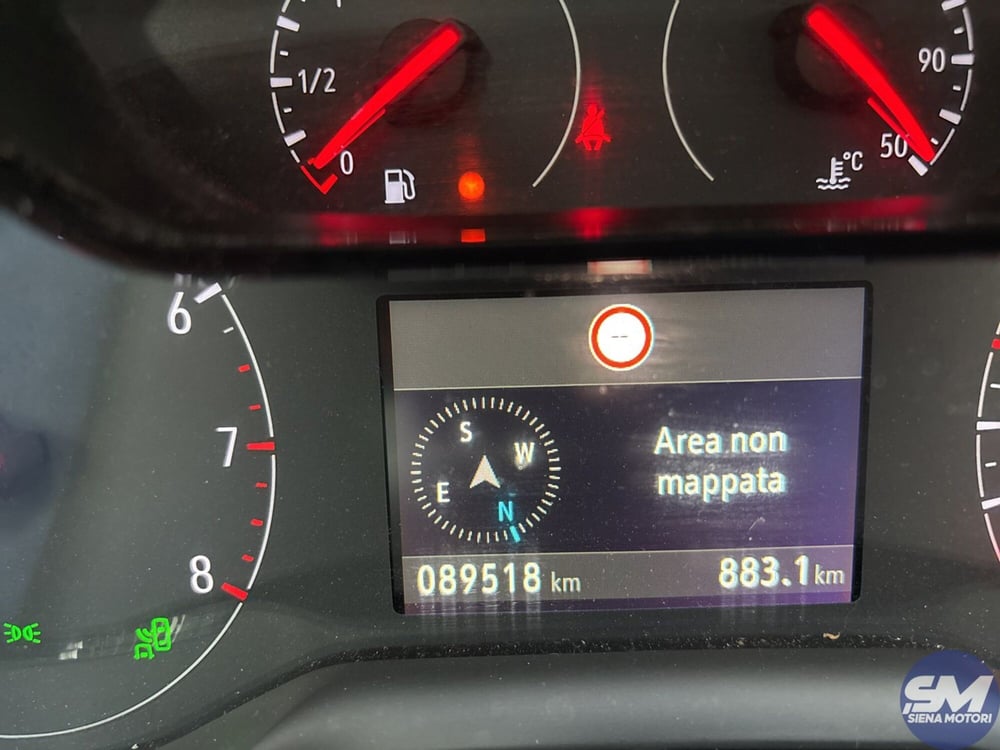 1/2
0
90
50
°C
6
7
8
--
S
W
E
N
Area non
mappata
089518 km
883.1 km
SM
SIENA MOTORI